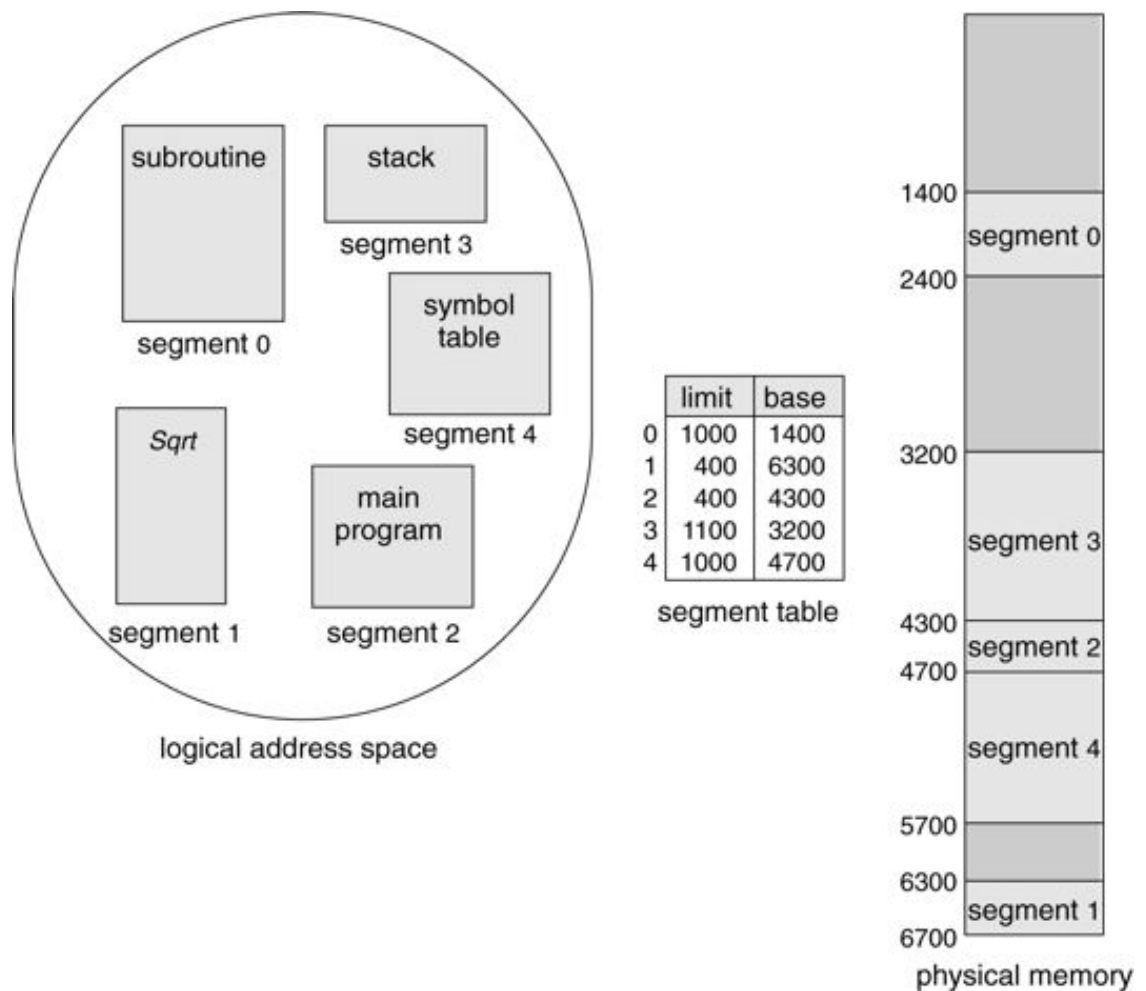 subroutine
segment 0
stack
segment 3
symbol
table
segment 4
Sqrt
segment 1
main
program
segment 2
logical address space
limit base
0 1000 1400
1 400 6300
2 400 4300
3 1100 3200
4 1000 4700
segment table
1400
segment 0
2400
3200
segment 3
4300
segment 2
4700
segment 4
5700
6300
segment 1
6700
physical memory